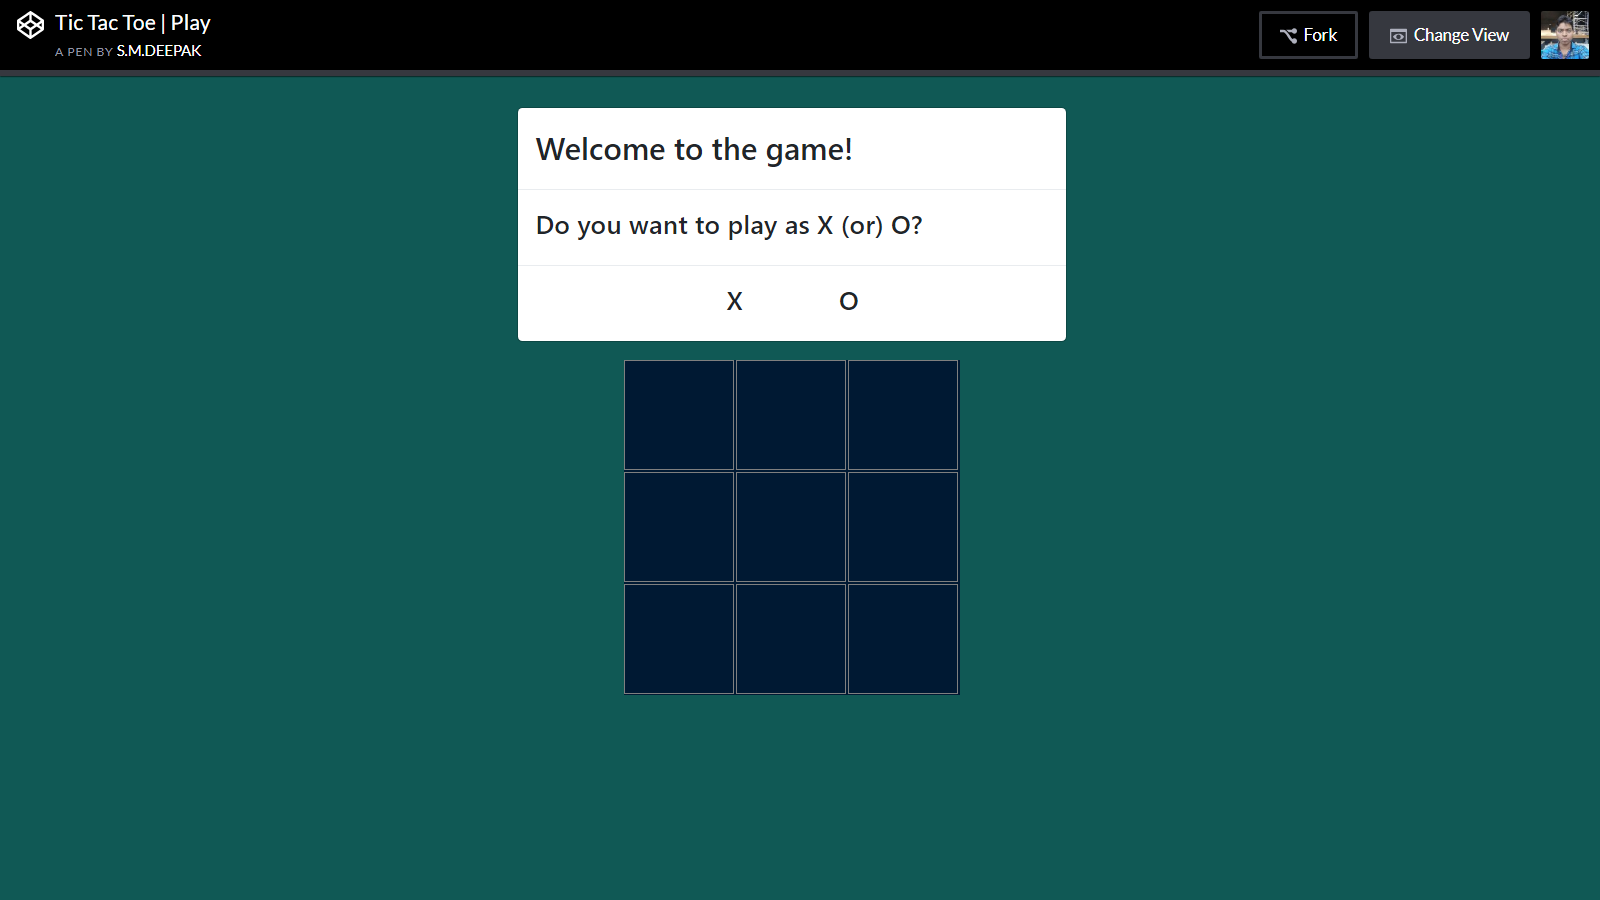 Tic Tac Toe | Play
A PEN BY S.M.DEEPAK
Fork
Change View
Welcome to the game!
Do you want to play as X (or) O?
X O